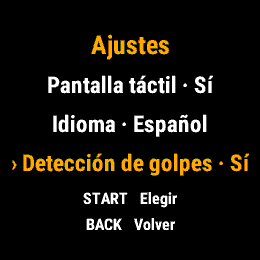 Ajustes
Pantalla táctil · Sí
Idioma · Español
› Detección de golpes · Sí
START Elegir
BACK Volver